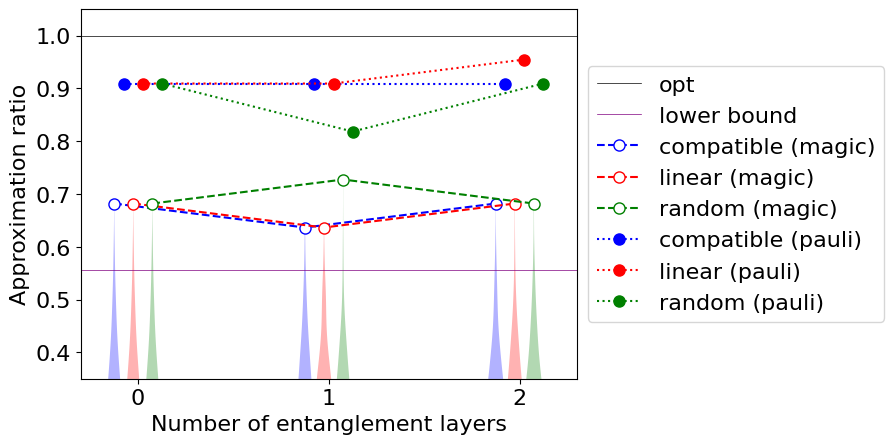 1.0
0.9
0.8
0.7
0.6
0.5
0.4
Approximation ratio
0 1 2
Number of entanglement layers
opt
lower bound
compatible (magic)
linear (magic)
random (magic)
compatible (pauli)
linear (pauli)
random (pauli)